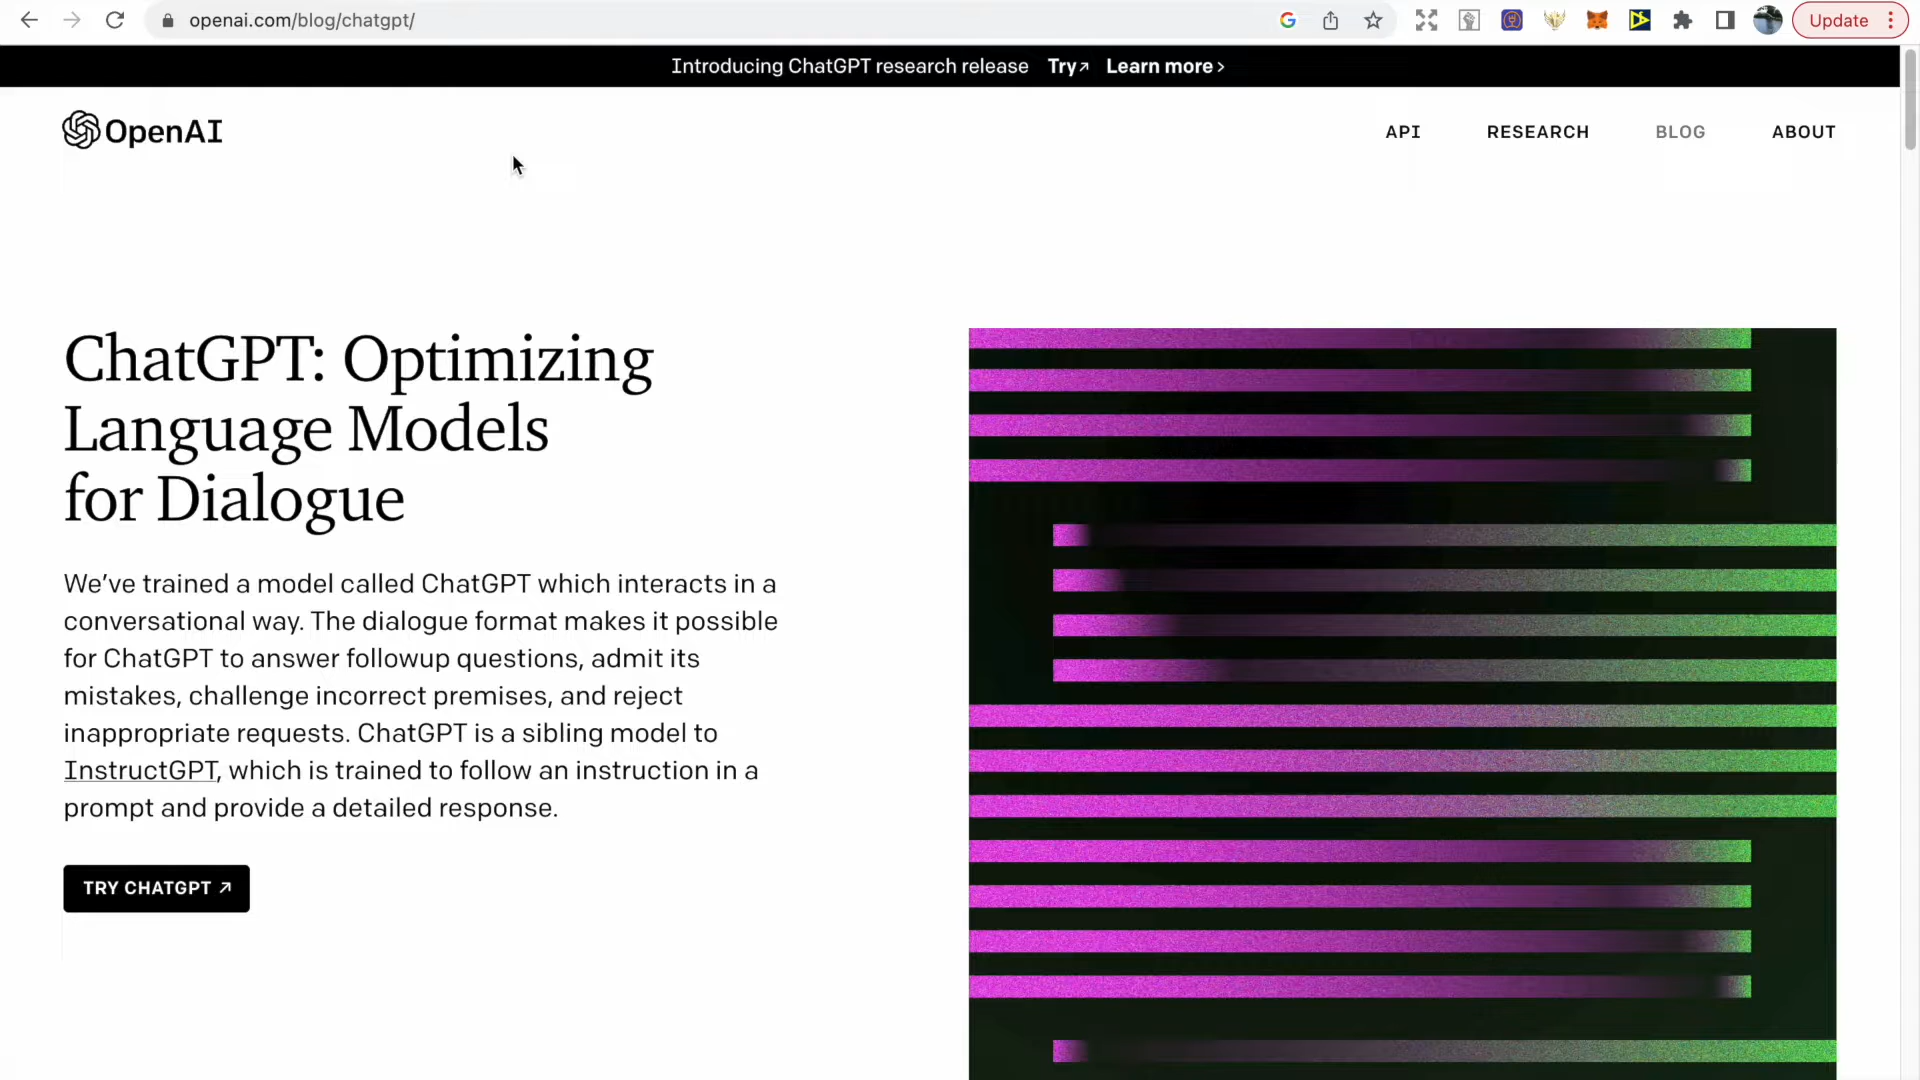 openai.com/blog/chatgpt/
Update
Introducing ChatGPT research release Try↗ Learn more ›
OpenAI
API RESEARCH BLOG ABOUT
ChatGPT: Optimizing
Language Models
for Dialogue
We’ve trained a model called ChatGPT which interacts in a
conversational way. The dialogue format makes it possible
for ChatGPT to answer followup questions, admit its
mistakes, challenge incorrect premises, and reject
inappropriate requests. ChatGPT is a sibling model to
InstructGPT, which is trained to follow an instruction in a
prompt and provide a detailed response.
TRY CHATGPT ↗